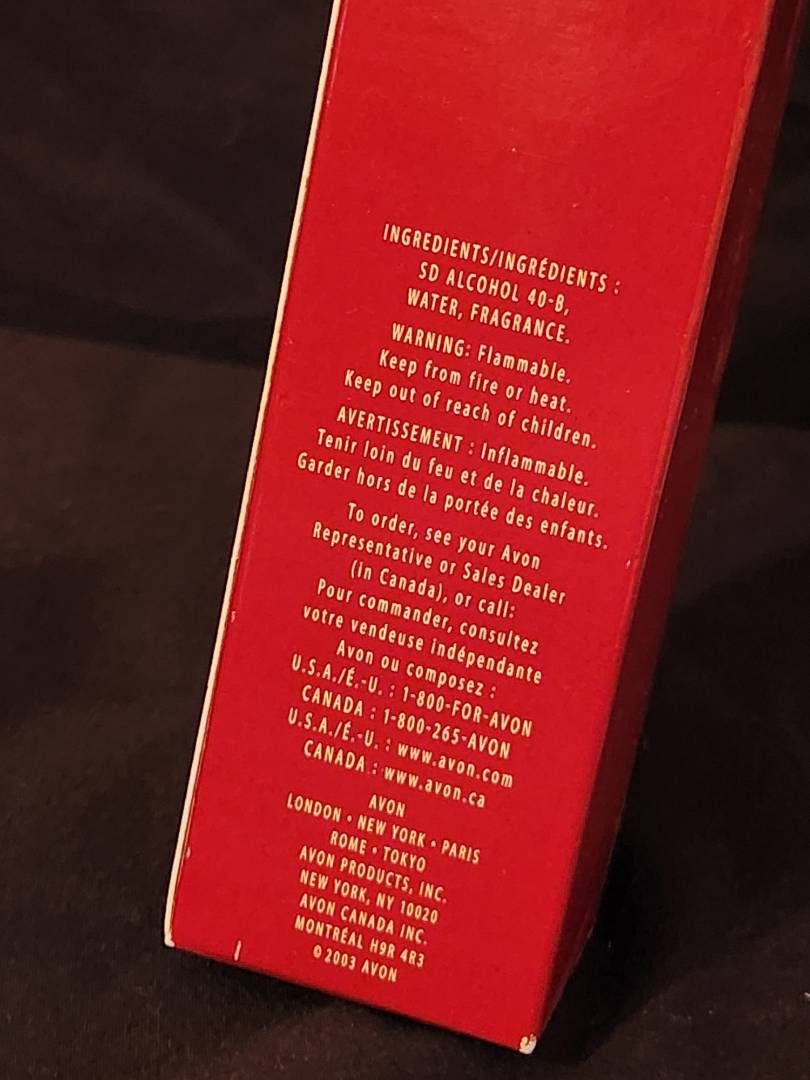 INGREDIENTS/INGRÉDIENTS :
SD ALCOHOL 40-B,
WATER, FRAGRANCE.
WARNING: Flammable.
Keep from fire or heat.
Keep out of reach of children.
AVERTISSEMENT : Inflammable.
Tenir loin du feu et de la chaleur.
Garder hors de la portée des enfants.
To order, see your Avon
Representative or Sales Dealer
(in Canada), or call:
Pour commander, consultez
votre vendeuse indépendante
Avon ou composez :
U.S.A./É.-U. : 1-800-FOR-AVON
CANADA : 1-800-265-AVON
U.S.A./É.-U. : www.avon.com
CANADA : www.avon.ca
AVON
LONDON • NEW YORK • PARIS
ROME • TOKYO
AVON PRODUCTS, INC.
NEW YORK, NY 10020
AVON CANADA INC.
MONTRÉAL H9R 4R3
©2003 AVON